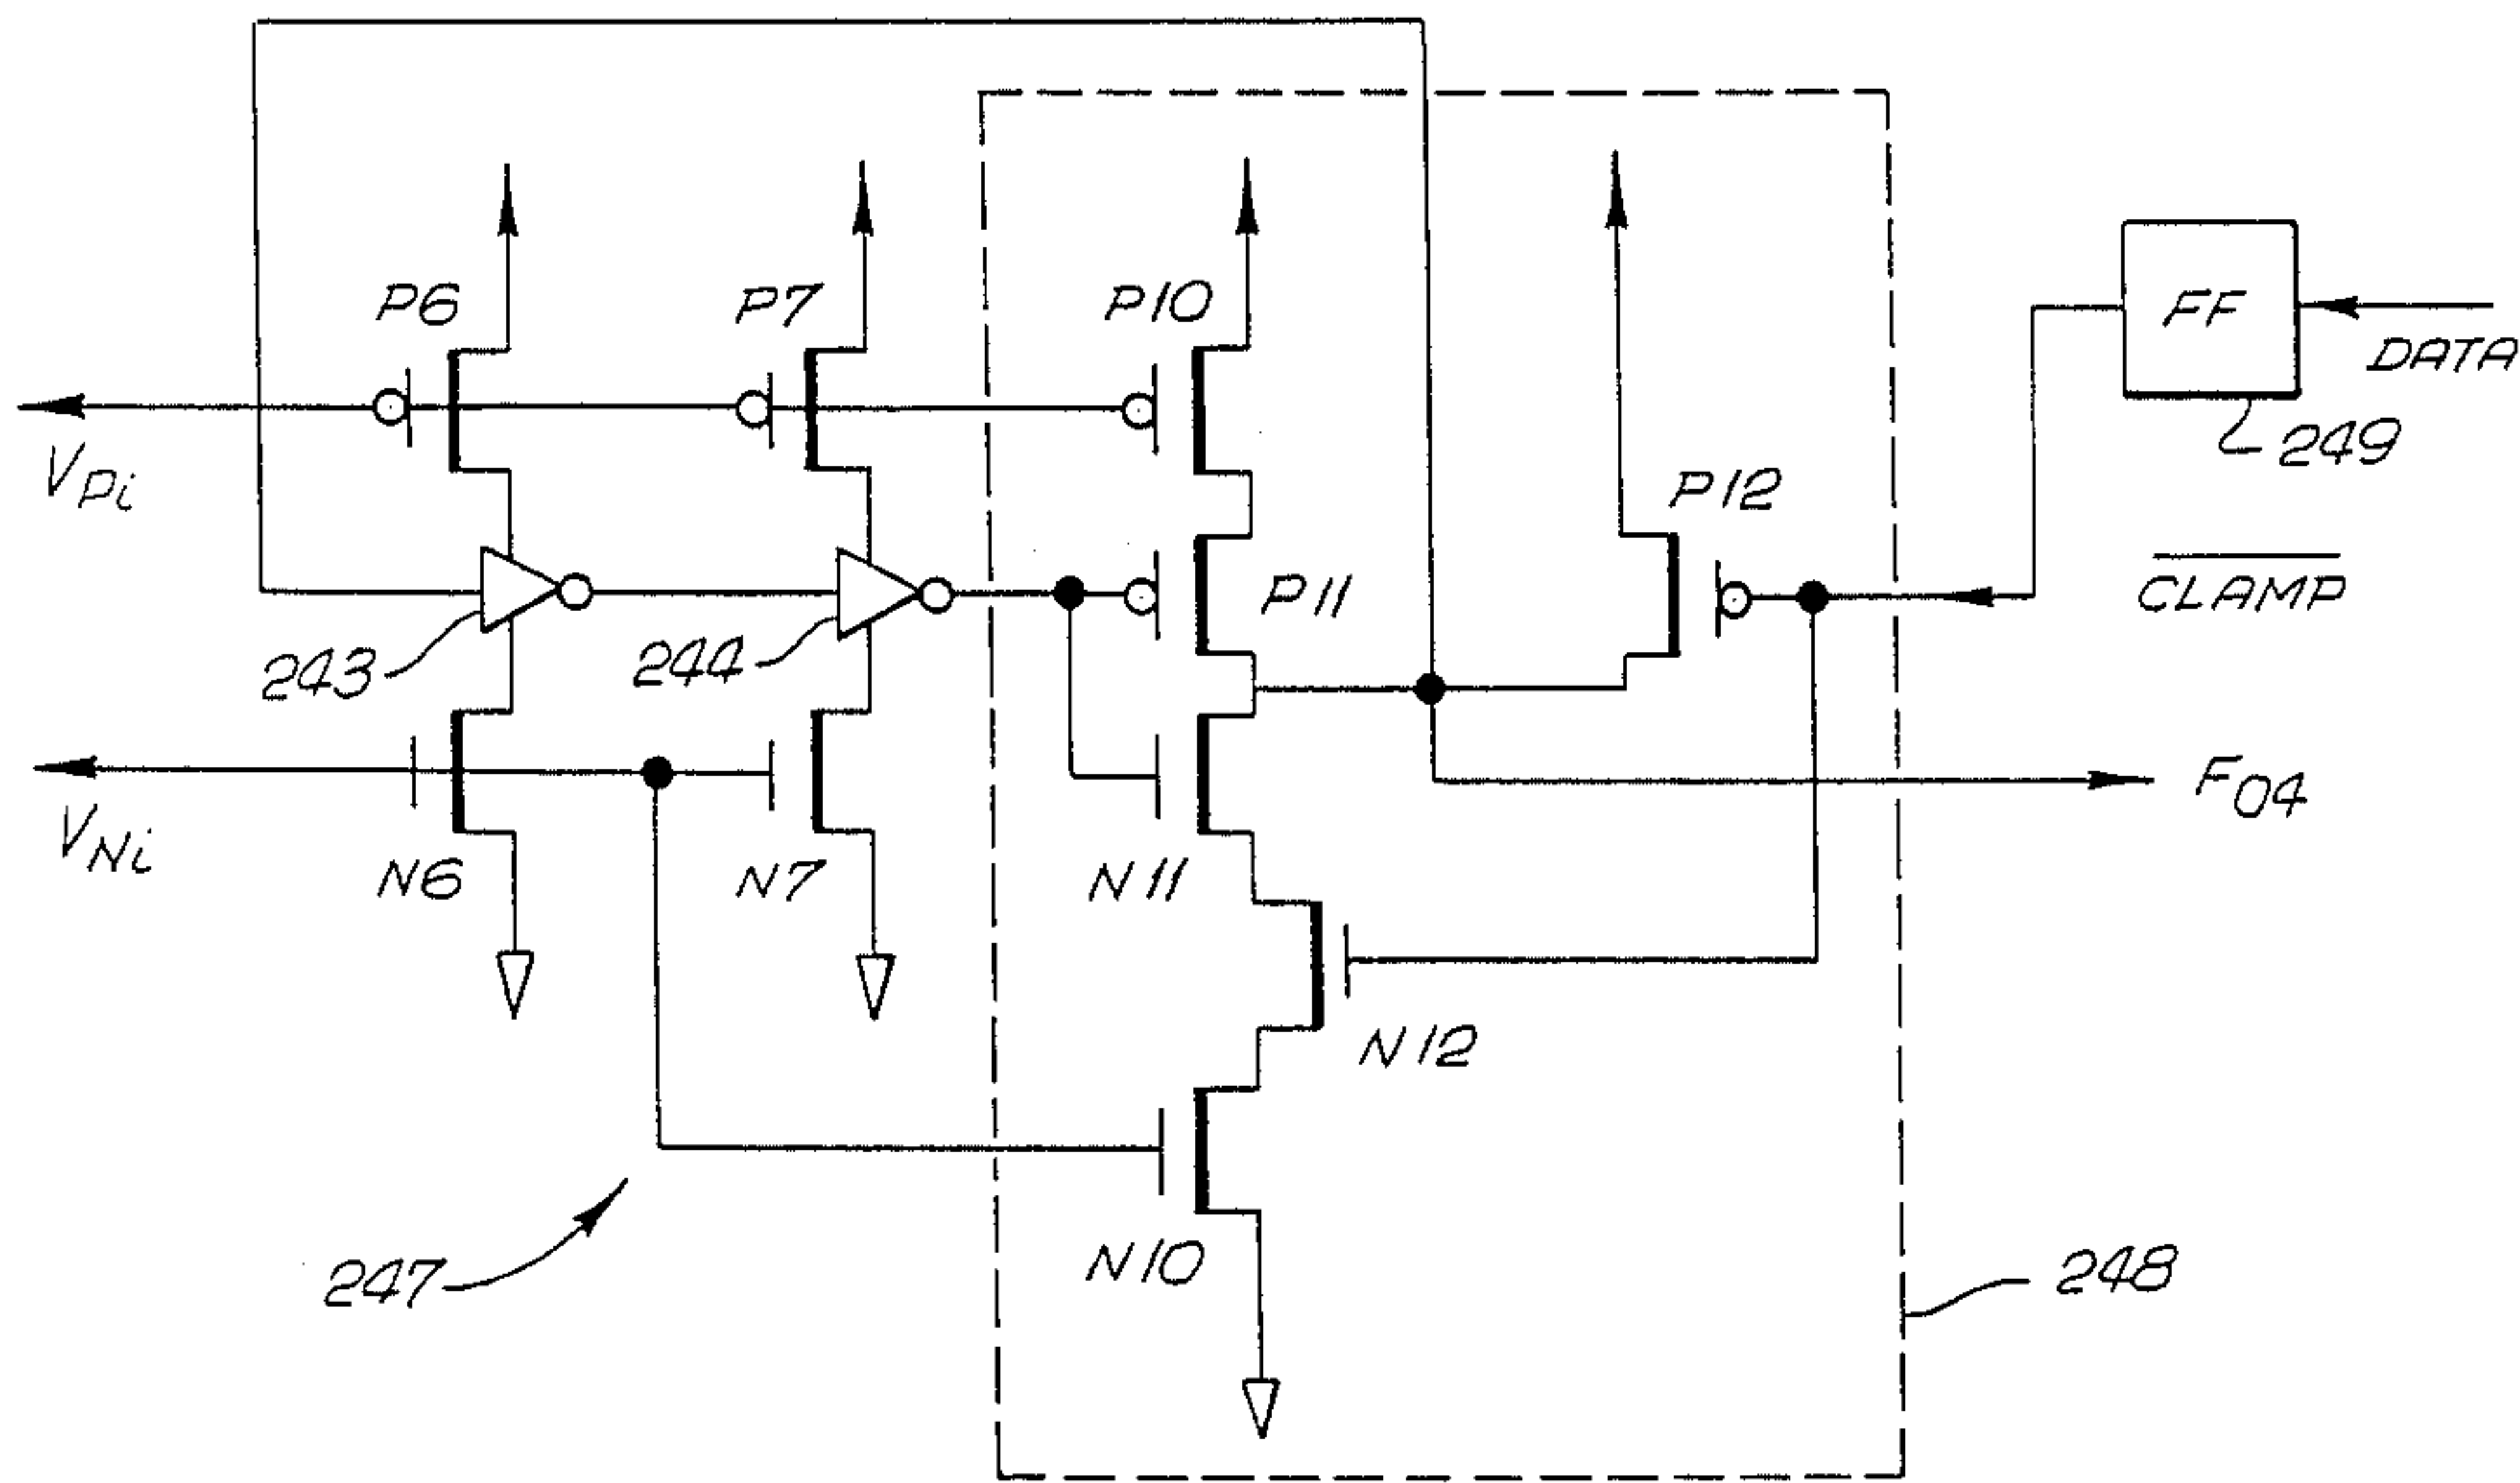 P6
P7
P10
FF
DATA
249
V_Pi
P12
P11
CLAMP
243
244
F_04
V_Ni
N6
N7
N11
N12
N10
247
248